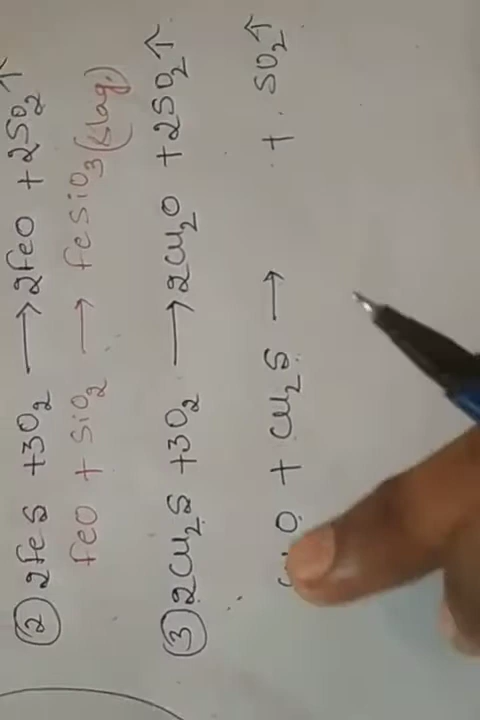 ② 2FeS + 3O₂ ⟶ 2FeO + 2SO₂↑
FeO + SiO₂ ⟶ FeSiO₃ (slag)
③ 2Cu₂S + 3O₂ ⟶ 2Cu₂O + 2SO₂↑
O + Cu₂S ⟶ + SO₂↑